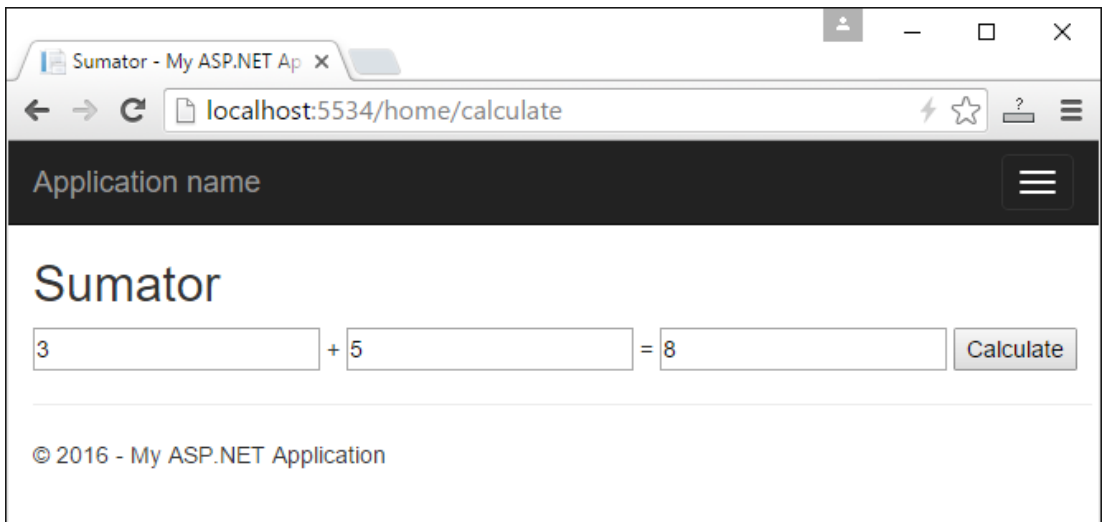 Sumator - My ASP.NET Ap
localhost:5534/home/calculate
?
Application name
Sumator
3 + 5 = 8 Calculate
© 2016 - My ASP.NET Application